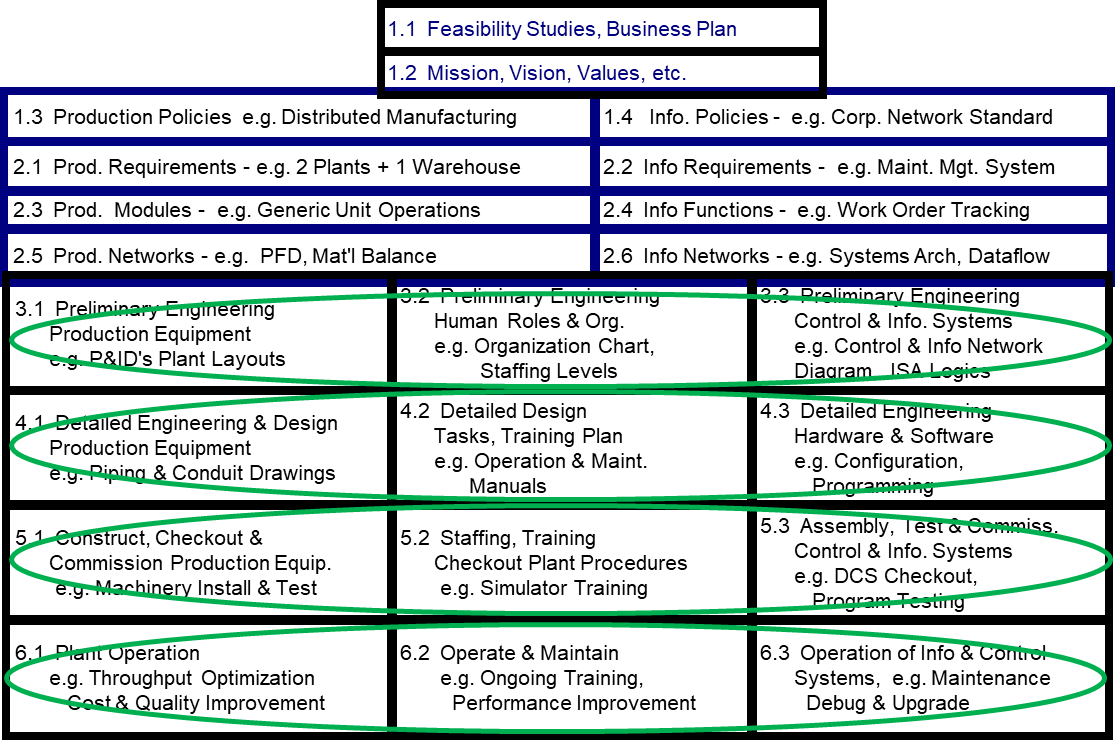 1.1 Feasibility Studies, Business Plan
1.2 Mission, Vision, Values, etc.
1.3 Production Policies e.g. Distributed Manufacturing
1.4 Info. Policies - e.g. Corp. Network Standard
2.1 Prod. Requirements - e.g. 2 Plants + 1 Warehouse
2.2 Info Requirements - e.g. Maint. Mgt. System
2.3 Prod. Modules - e.g. Generic Unit Operations
2.4 Info Functions - e.g. Work Order Tracking
2.5 Prod. Networks - e.g. PFD, Mat'l Balance
2.6 Info Networks - e.g. Systems Arch, Dataflow
3.1 Preliminary Engineering
Production Equipment
e.g. P&ID's Plant Layouts
3.2 Preliminary Engineering
Human Roles & Org.
e.g. Organization Chart,
Staffing Levels
3.3 Preliminary Engineering
Control & Info. Systems
e.g. Control & Info Network
Diagram, ISA Logics
4.1 Detailed Engineering & Design
Production Equipment
e.g. Piping & Conduit Drawings
4.2 Detailed Design
Tasks, Training Plan
e.g. Operation & Maint.
Manuals
4.3 Detailed Engineering
Hardware & Software
e.g. Configuration,
Programming
5.1 Construct, Checkout &
Commission Production Equip.
e.g. Machinery Install & Test
5.2 Staffing, Training
Checkout Plant Procedures
e.g. Simulator Training
5.3 Assembly, Test & Commiss.
Control & Info. Systems
e.g. DCS Checkout,
Program Testing
6.1 Plant Operation
e.g. Throughput Optimization
Cost & Quality Improvement
6.2 Operate & Maintain
e.g. Ongoing Training,
Performance Improvement
6.3 Operation of Info & Control
Systems, e.g. Maintenance
Debug & Upgrade